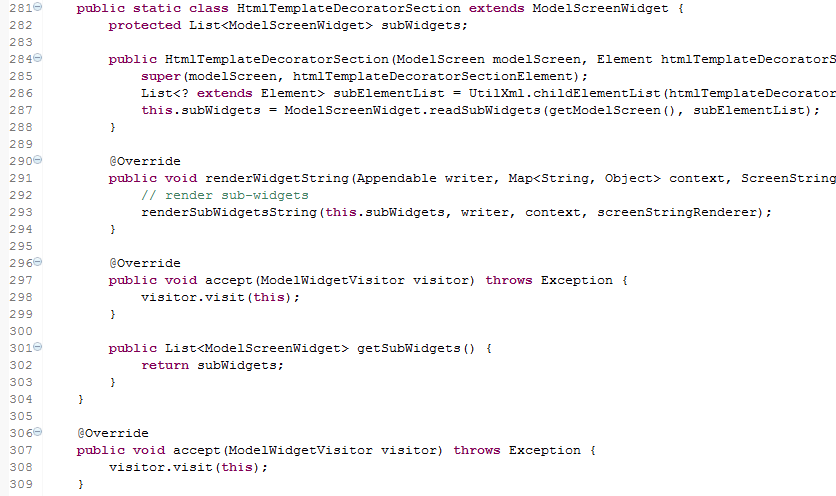 281 public static class HtmlTemplateDecoratorSection extends ModelScreenWidget {
282     protected List<ModelScreenWidget> subWidgets;
283
284     public HtmlTemplateDecoratorSection(ModelScreen modelScreen, Element htmlTemplateDecoratorS
285         super(modelScreen, htmlTemplateDecoratorSectionElement);
286         List<? extends Element> subElementList = UtilXml.childElementList(htmlTemplateDecorator
287         this.subWidgets = ModelScreenWidget.readSubWidgets(getModelScreen(), subElementList);
288     }
289
290     @Override
291     public void renderWidgetString(Appendable writer, Map<String, Object> context, ScreenString
292         // render sub-widgets
293         renderSubWidgetsString(this.subWidgets, writer, context, screenStringRenderer);
294     }
295
296     @Override
297     public void accept(ModelWidgetVisitor visitor) throws Exception {
298         visitor.visit(this);
299     }
300
301     public List<ModelScreenWidget> getSubWidgets() {
302         return subWidgets;
303     }
304 }
305
306 @Override
307 public void accept(ModelWidgetVisitor visitor) throws Exception {
308     visitor.visit(this);
309 }